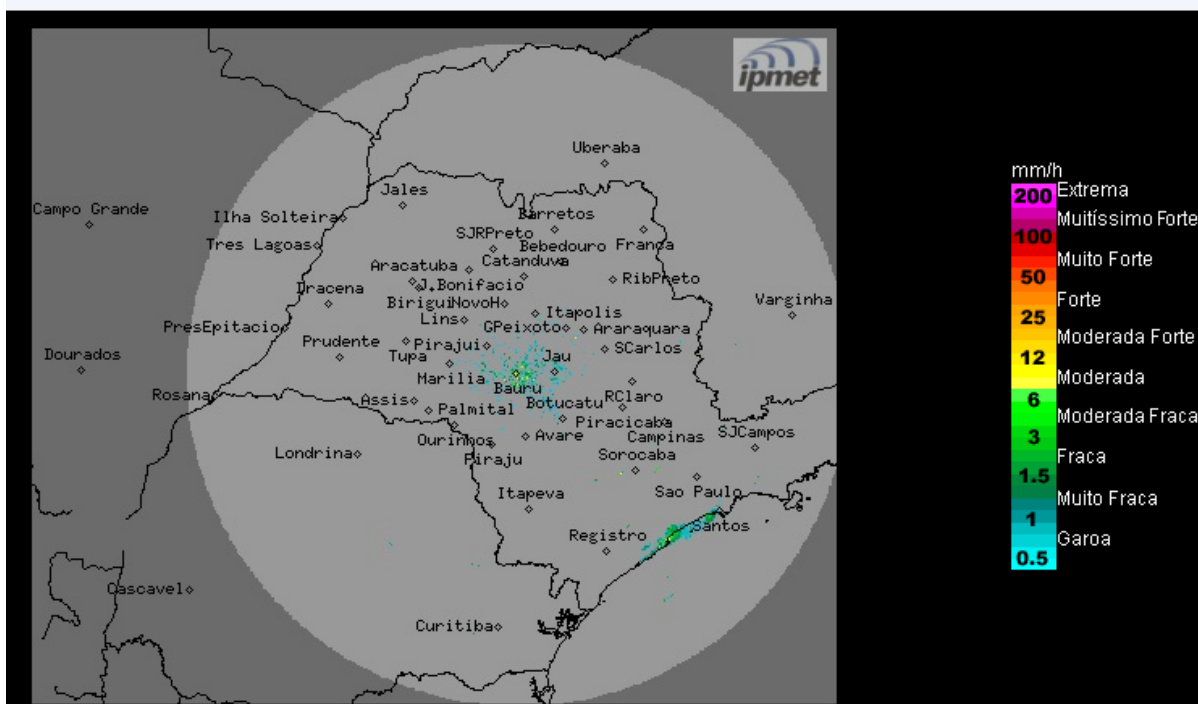 ipmet
Uberaba
Jales
Campo Grande
Ilha Solteira
Barretos
Tres Lagoas
SJRPreto
Bebedouro
Franca
Catanduva
Aracatuba
J.Bonifacio
RibPreto
Dracena
Birigui
NovoH
Varginha
Itapolis
Lins
GPeixoto
Araraquara
PresEpitacio
Prudente
Pirajui
SCarlos
Dourados
Tupa
Jau
Marilia
Bauru
Rosana
Assis
Botucatu
RClaro
Palmital
Piracicaba
Ourinhos
Avare
Campinas
SJCampos
Londrina
Piraju
Sorocaba
Itapeva
Sao Paulo
Santos
Registro
Cascavel
Curitiba
mm/h
200 Extrema
Muitíssimo Forte
100
Muito Forte
50
Forte
25
Moderada Forte
12
Moderada
6
Moderada Fraca
3
Fraca
1.5
Muito Fraca
1
Garoa
0.5